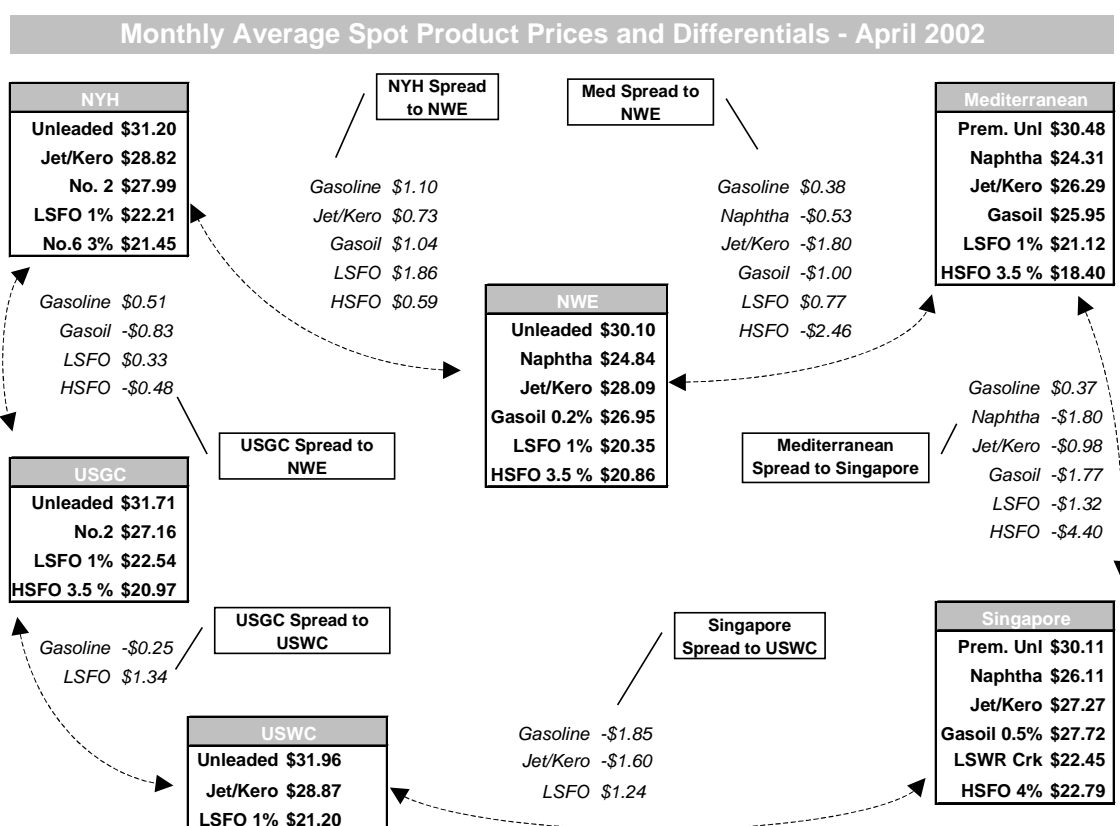 Monthly Average Spot Product Prices and Differentials - April 2002
NYH
Unleaded $31.20
Jet/Kero $28.82
No. 2 $27.99
LSFO 1% $22.21
No.6 3% $21.45
NYH Spread
to NWE
Gasoline $1.10
Jet/Kero $0.73
Gasoil $1.04
LSFO $1.86
HSFO $0.59
Med Spread to
NWE
Gasoline $0.38
Naphtha -$0.53
Jet/Kero -$1.80
Gasoil -$1.00
LSFO $0.77
HSFO -$2.46
Mediterranean
Prem. Unl $30.48
Naphtha $24.31
Jet/Kero $26.29
Gasoil $25.95
LSFO 1% $21.12
HSFO 3.5 % $18.40
Gasoline $0.51
Gasoil -$0.83
LSFO $0.33
HSFO -$0.48
USGC Spread to
NWE
NWE
Unleaded $30.10
Naphtha $24.84
Jet/Kero $28.09
Gasoil 0.2% $26.95
LSFO 1% $20.35
HSFO 3.5 % $20.86
Mediterranean
Spread to Singapore
Gasoline $0.37
Naphtha -$1.80
Jet/Kero -$0.98
Gasoil -$1.77
LSFO -$1.32
HSFO -$4.40
USGC
Unleaded $31.71
No.2 $27.16
LSFO 1% $22.54
HSFO 3.5 % $20.97
USGC Spread to
USWC
Gasoline -$0.25
LSFO $1.34
Singapore
Spread to USWC
Gasoline -$1.85
Jet/Kero -$1.60
LSFO $1.24
Singapore
Prem. Unl $30.11
Naphtha $26.11
Jet/Kero $27.27
Gasoil 0.5% $27.72
LSWR Crk $22.45
HSFO 4% $22.79
USWC
Unleaded $31.96
Jet/Kero $28.87
LSFO 1% $21.20